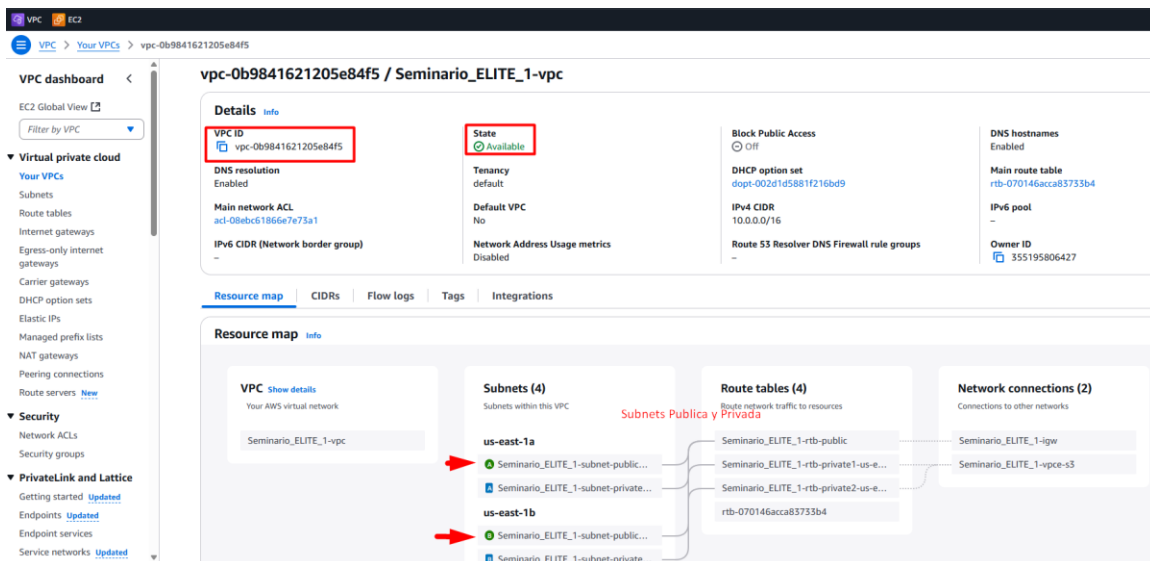 VPC EC2
VPC > Your VPCs > vpc-0b9841621205e84f5
VPC dashboard
EC2 Global View
Filter by VPC
Virtual private cloud
Your VPCs
Subnets
Route tables
Internet gateways
Egress-only internet
gateways
Carrier gateways
DHCP option sets
Elastic IPs
Managed prefix lists
NAT gateways
Peering connections
Route servers New
Security
Network ACLs
Security groups
PrivateLink and Lattice
Getting started Updated
Endpoints Updated
Endpoint services
Service networks Updated
vpc-0b9841621205e84f5 / Seminario_ELITE_1-vpc
Details Info
VPC ID
vpc-0b9841621205e84f5
State
Available
Block Public Access
Off
DNS hostnames
Enabled
DNS resolution
Enabled
Tenancy
default
DHCP option set
dopt-002d1d5881f216bd9
Main route table
rtb-070146acca83733b4
Main network ACL
acl-08ebc61866e7e73a1
Default VPC
No
IPv4 CIDR
10.0.0.0/16
IPv6 pool
–
IPv6 CIDR (Network border group)
–
Network Address Usage metrics
Disabled
Route 53 Resolver DNS Firewall rule groups
–
Owner ID
355195806427
Resource map CIDRs Flow logs Tags Integrations
Resource map Info
VPC Show details
Your AWS virtual network
Seminario_ELITE_1-vpc
Subnets (4)
Subnets within this VPC
Subnets Publica y Privada
us-east-1a
A Seminario_ELITE_1-subnet-public...
A Seminario_ELITE_1-subnet-private...
us-east-1b
B Seminario_ELITE_1-subnet-public...
B Seminario_ELITE_1-subnet-private
Route tables (4)
Route network traffic to resources
Seminario_ELITE_1-rtb-public
Seminario_ELITE_1-rtb-private1-us-e...
Seminario_ELITE_1-rtb-private2-us-e...
rtb-070146acca83733b4
Network connections (2)
Connections to other networks
Seminario_ELITE_1-igw
Seminario_ELITE_1-vpce-s3